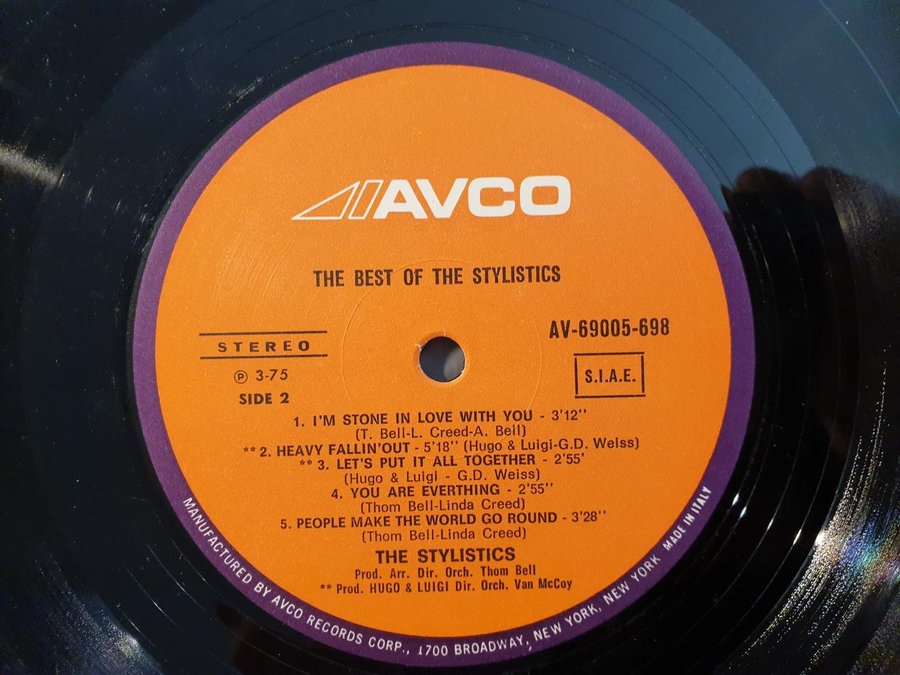 AVCO
THE BEST OF THE STYLISTICS
STEREO
AV-69005-698
Ⓟ 3-75
S.I.A.E.
SIDE 2
1. I'M STONE IN LOVE WITH YOU - 3'12''
(T. Bell-L. Creed-A. Bell)
**2. HEAVY FALLIN'OUT - 5'18'' (Hugo & Luigi-G.D. Weiss)
**3. LET'S PUT IT ALL TOGETHER - 2'55'
(Hugo & Luigi - G.D. Weiss)
4. YOU ARE EVERTHING - 2'55''
(Thom Bell-Linda Creed)
5. PEOPLE MAKE THE WORLD GO ROUND - 3'28''
(Thom Bell-Linda Creed)
THE STYLISTICS
Prod. Arr. Dir. Orch. Thom Bell
**Prod. HUGO & LUIGI Dir. Orch. Van McCoy
MANUFACTURED BY AVCO RECORDS CORP., 1700 BROADWAY, NEW YORK, NEW YORK MADE IN ITALY